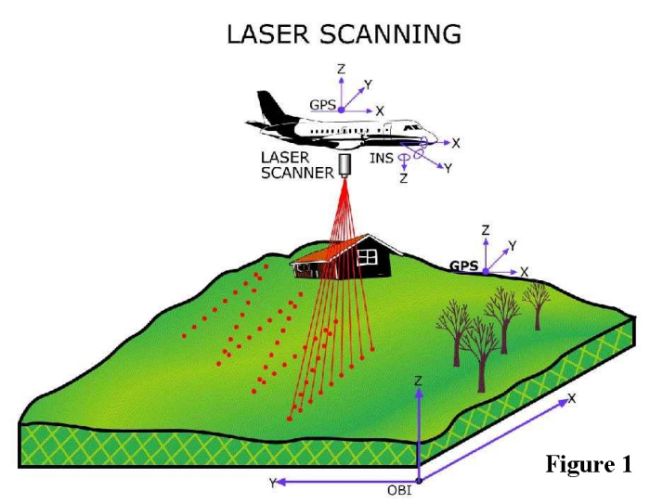 LASER SCANNING
Z
Y
GPS
X
LASER
SCANNER
INS
X
Y
Z
Z
Y
GPS
X
Z
X
Y
OBI
Figure 1